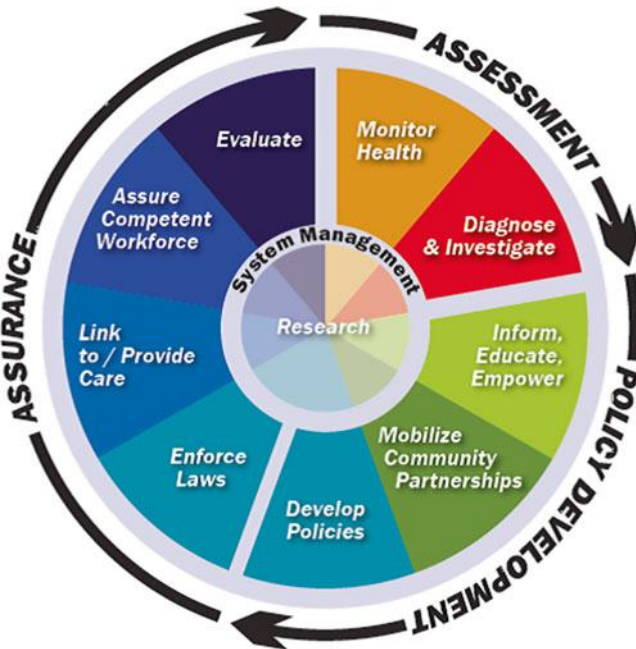 ASSESSMENT
Monitor
Health
Diagnose
& Investigate
POLICY DEVELOPMENT
Inform,
Educate,
Empower
Mobilize
Community
Partnerships
Develop
Policies
ASSURANCE
Enforce
Laws
Link
to / Provide
Care
Assure
Competent
Workforce
Evaluate
System Management
Research